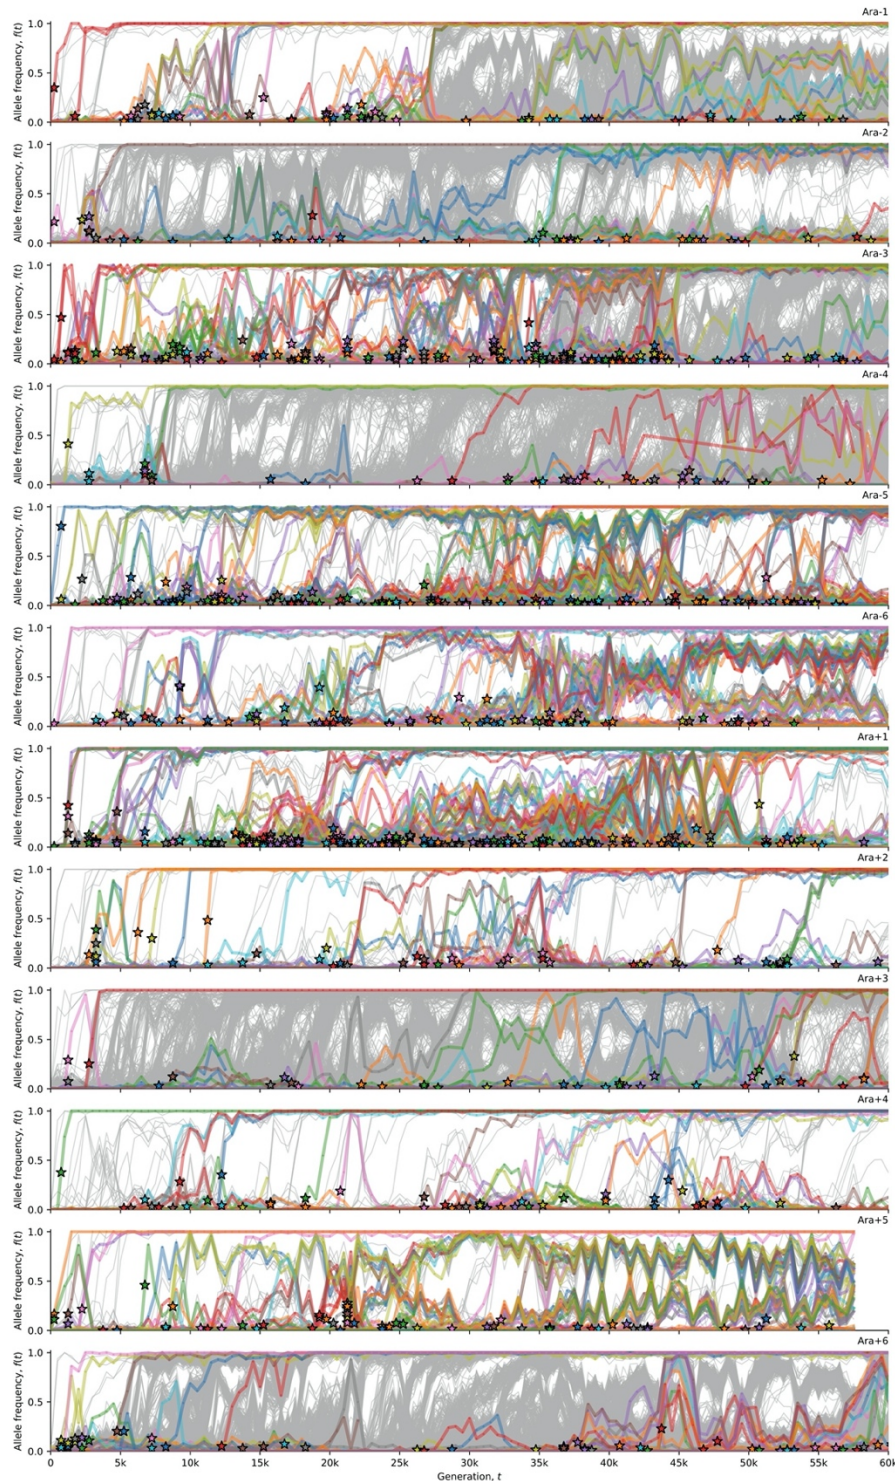 Ara-1
Allele frequency, f(t)
1.0
0.5
0.0
Ara-2
Allele frequency, f(t)
1.0
0.5
0.0
Ara-3
Allele frequency, f(t)
1.0
0.5
0.0
Ara-4
Allele frequency, f(t)
1.0
0.5
0.0
Ara-5
Allele frequency, f(t)
1.0
0.5
0.0
Ara-6
Allele frequency, f(t)
1.0
0.5
0.0
Ara+1
Allele frequency, f(t)
1.0
0.5
0.0
Ara+2
Allele frequency, f(t)
1.0
0.5
0.0
Ara+3
Allele frequency, f(t)
1.0
0.5
0.0
Ara+4
Allele frequency, f(t)
1.0
0.5
0.0
Ara+5
Allele frequency, f(t)
1.0
0.5
0.0
Ara+6
Allele frequency, f(t)
1.0
0.5
0.0
0 5k 10k 15k 20k 25k 30k 35k 40k 45k 50k 55k 60k
Generation, t